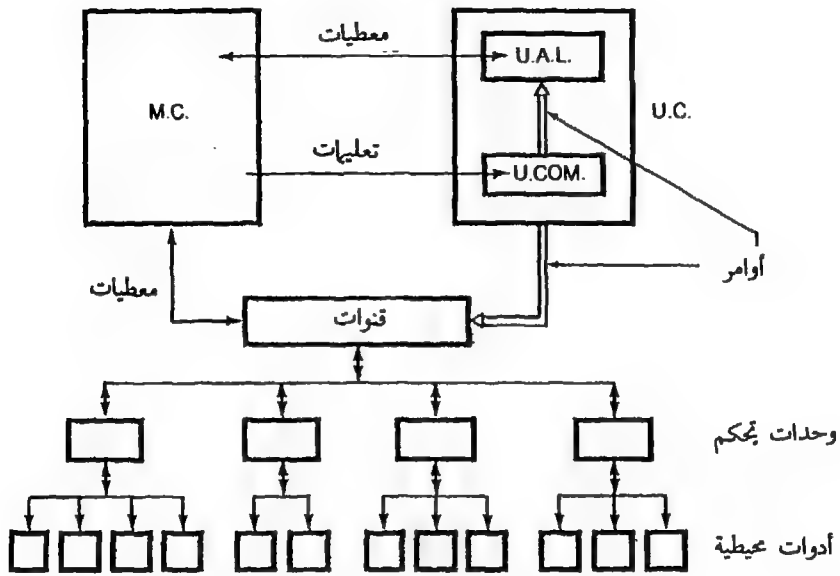 معطيات
U.A.L.
M.C.
U.C.
تعليمات
U.COM.
أوامر
معطيات
قنوات
وحدات تحكم
أدوات محيطية